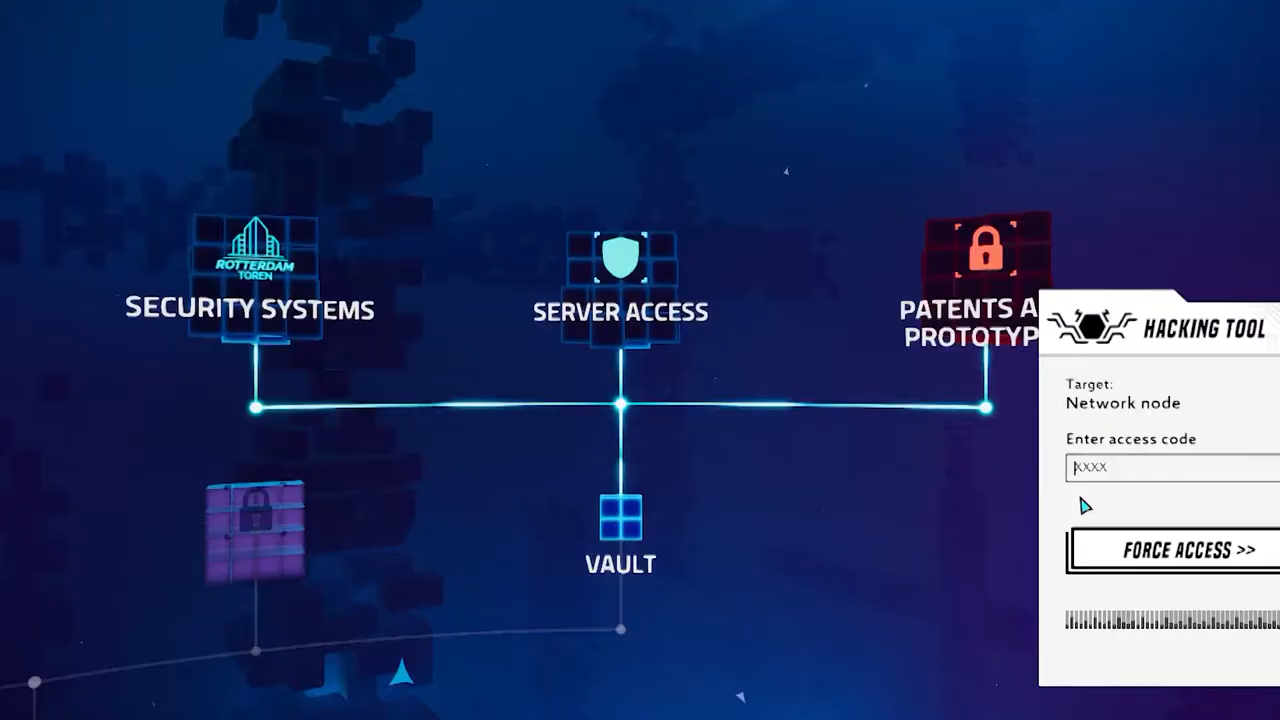 ROTTERDAM
TOREN
SECURITY SYSTEMS
SERVER ACCESS
PATENTS A
PROTOTYP
VAULT
HACKING TOOL
Target:
Network node
Enter access code
XXXX
FORCE ACCESS >>